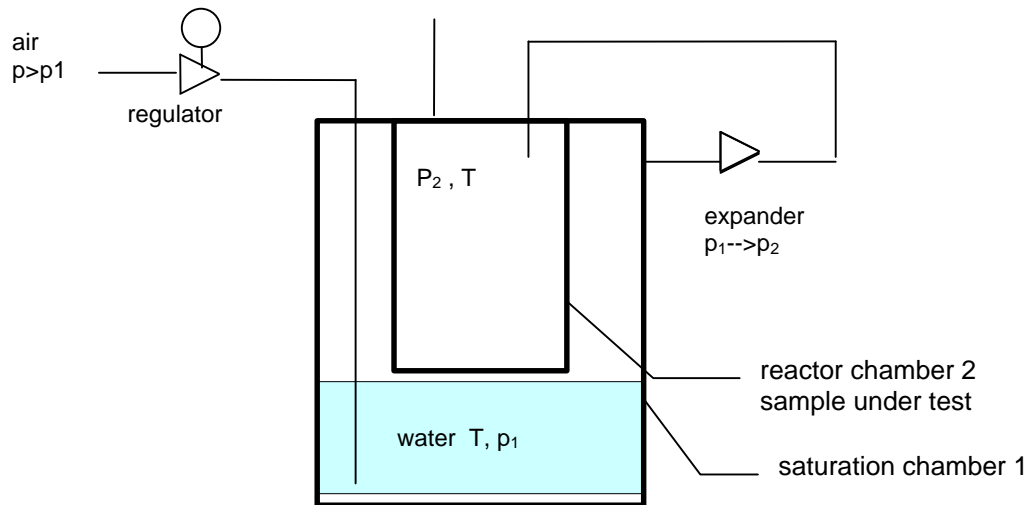 air
p>p1
regulator
P₂ , T
expander
p₁-->p₂
reactor chamber 2
sample under test
water T, p₁
saturation chamber 1